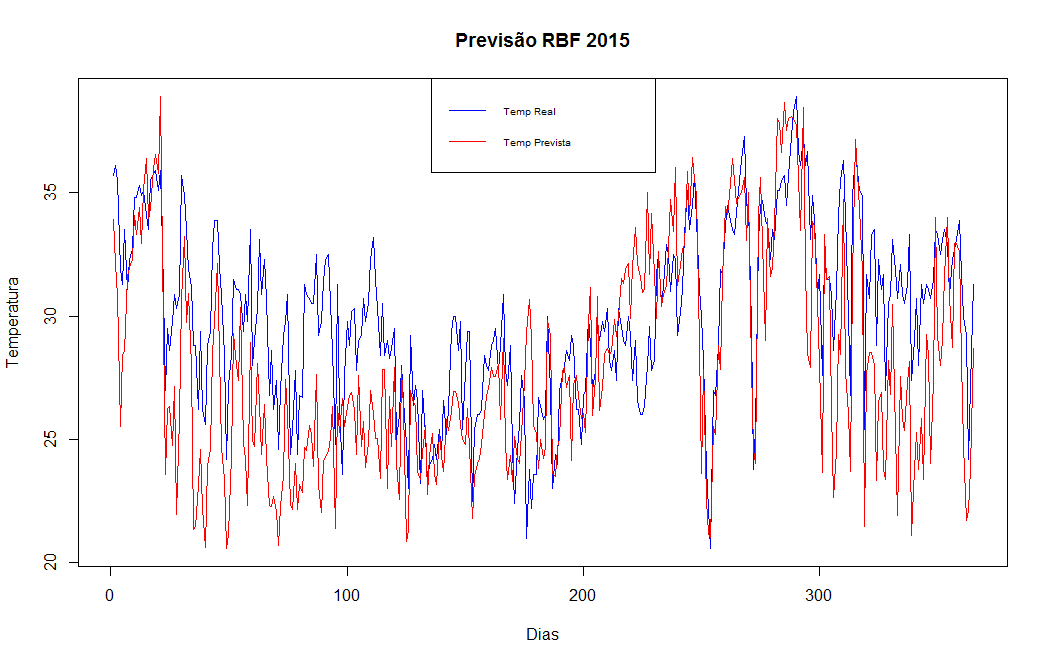 Previsão RBF 2015
Temp Real
Temp Prevista
Temperatura
35
30
25
20
0 100 200 300
Dias